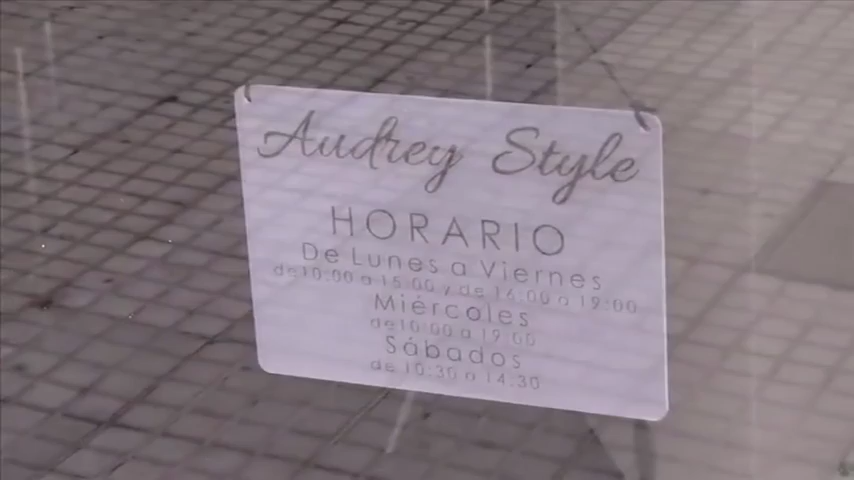 Audrey Style
HORARIO
De Lunes a Viernes
de 10:00 a 15:00 y de 16:00 a 19:00
Miércoles
de 10:00 a 19:00
Sábados
de 10:30 a 14:30